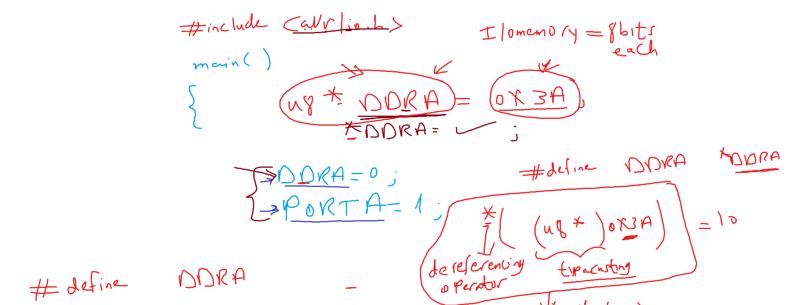 #include <avr/io.h>
I/omemory = 8bits
each
main()
{
u8 * DDRA = 0X3A;
*DDRA = ✓ ;
DDRA = 0 ;
PORTA = 1 ;
#define DDRA *DDRA
*( (u8 *) 0X3A) = 10
dereferencing
operator
typecasting
# define DDRA -